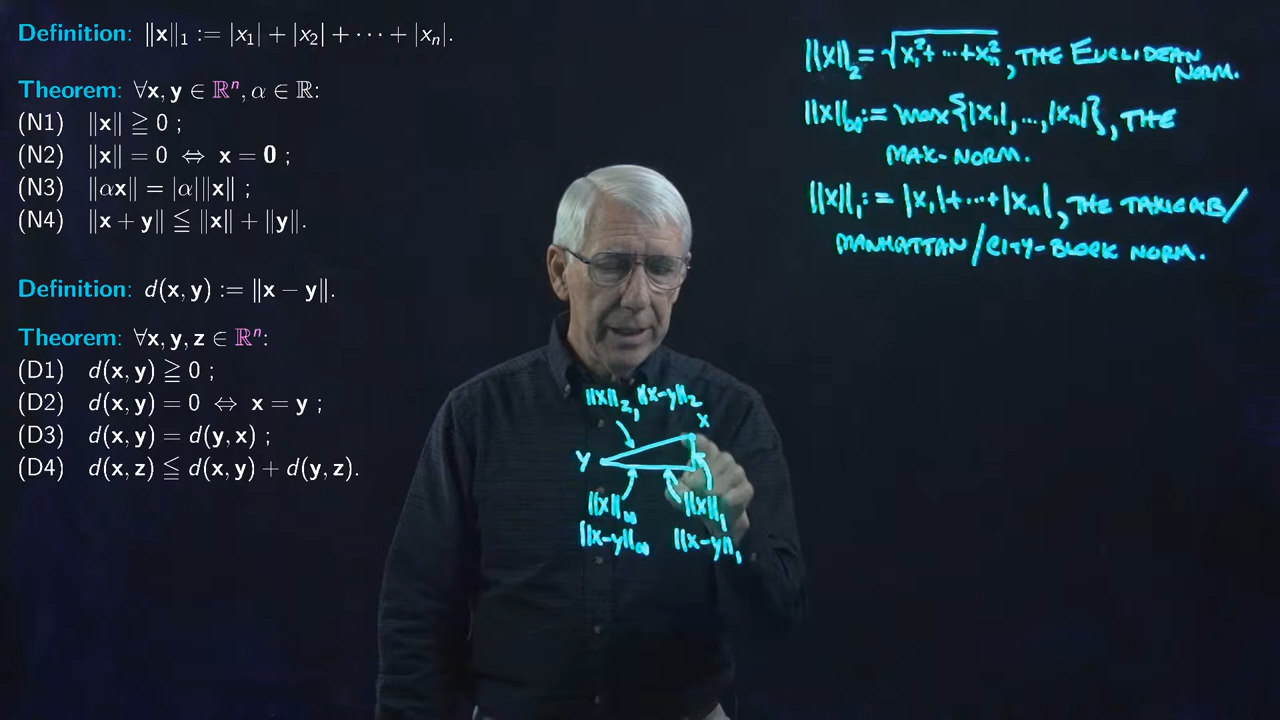 Definition: ‖x‖₁ := |x₁| + |x₂| + ⋯ + |xₙ|.
Theorem: ∀x, y ∈ ℝⁿ, α ∈ ℝ:
(N1) ‖x‖ ≧ 0 ;
(N2) ‖x‖ = 0 ⇔ x = 0 ;
(N3) ‖αx‖ = |α|‖x‖ ;
(N4) ‖x + y‖ ≦ ‖x‖ + ‖y‖.
Definition: d(x, y) := ‖x − y‖.
Theorem: ∀x, y, z ∈ ℝⁿ:
(D1) d(x, y) ≧ 0 ;
(D2) d(x, y) = 0 ⇔ x = y ;
(D3) d(x, y) = d(y, x) ;
(D4) d(x, z) ≦ d(x, y) + d(y, z).
‖x‖₂ = √(x₁² + ⋯ + xₙ²), THE EUCLIDEAN
NORM.
‖x‖∞ := max{|x₁|, ..., |xₙ|}, THE
MAX-NORM.
‖x‖₁ := |x₁| + ⋯ + |xₙ|, THE TAXICAB/
MANHATTAN/CITY-BLOCK NORM.
‖x‖₂, ‖x-y‖₂
x
y
‖x‖∞ ‖x‖₁
‖x-y‖∞ ‖x-y‖₁